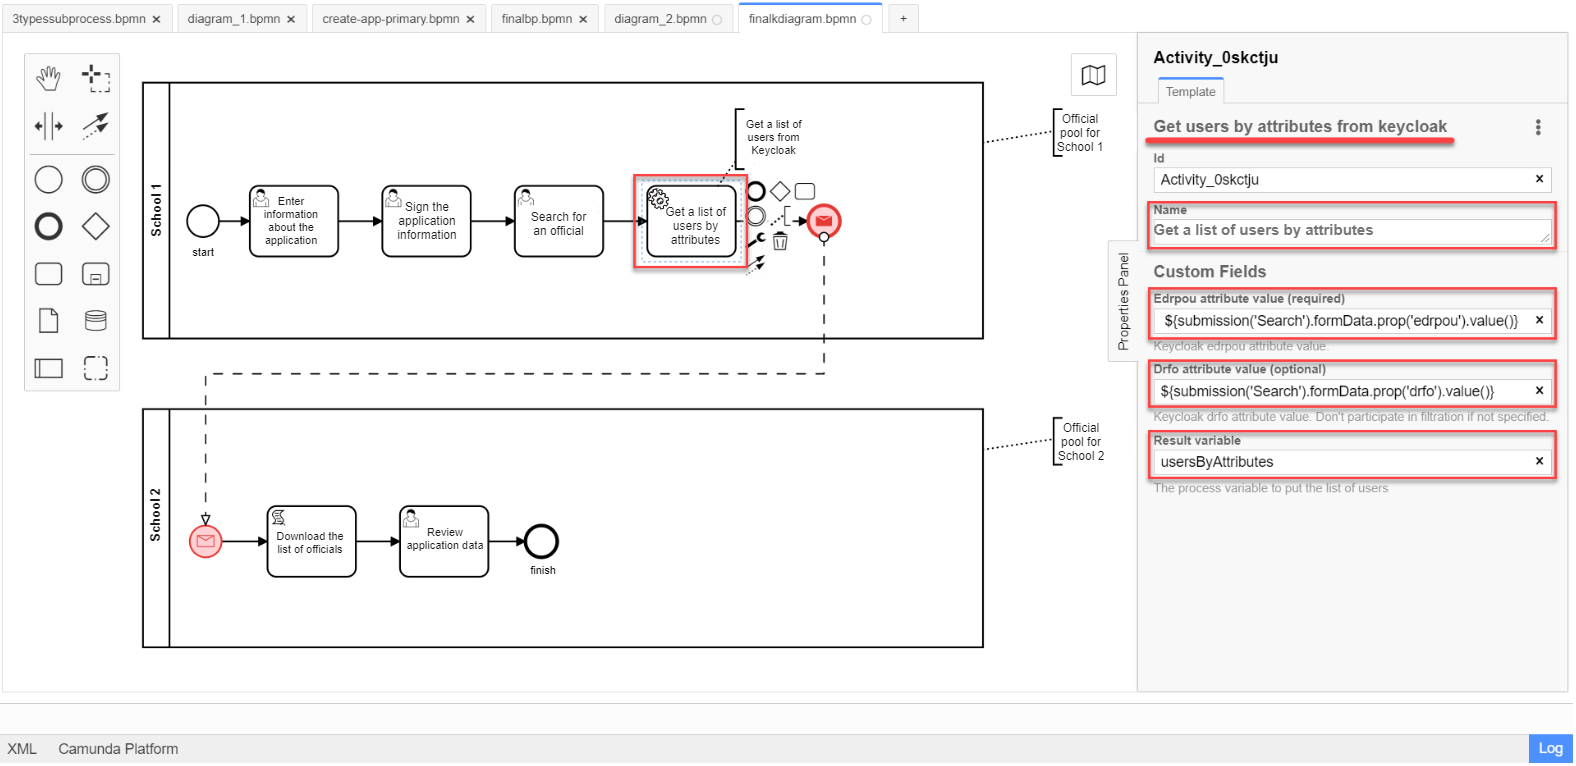 3typessubprocess.bpmn ×
diagram_1.bpmn ×
create-app-primary.bpmn ×
finalbp.bpmn ×
diagram_2.bpmn
finalkdiagram.bpmn
+
School 1
start
Enter
information
about the
application
Sign the
application
information
Search for
an official
Get a list of
users by
attributes
Get a list of
users from
Keycloak
Official
pool for
School 1
School 2
Download the
list of officials
Review
application data
finish
Official
pool for
School 2
Properties Panel
Activity_0skctju
Template
Get users by attributes from keycloak
Id
Activity_0skctju ×
Name
Get a list of users by attributes
Custom Fields
Edrpou attribute value (required)
${submission('Search').formData.prop('edrpou').value()} ×
Keycloak edrpou attribute value.
Drfo attribute value (optional)
${submission('Search').formData.prop('drfo').value()} ×
Keycloak drfo attribute value. Don't participate in filtration if not specified.
Result variable
usersByAttributes ×
The process variable to put the list of users
XML
Camunda Platform
Log